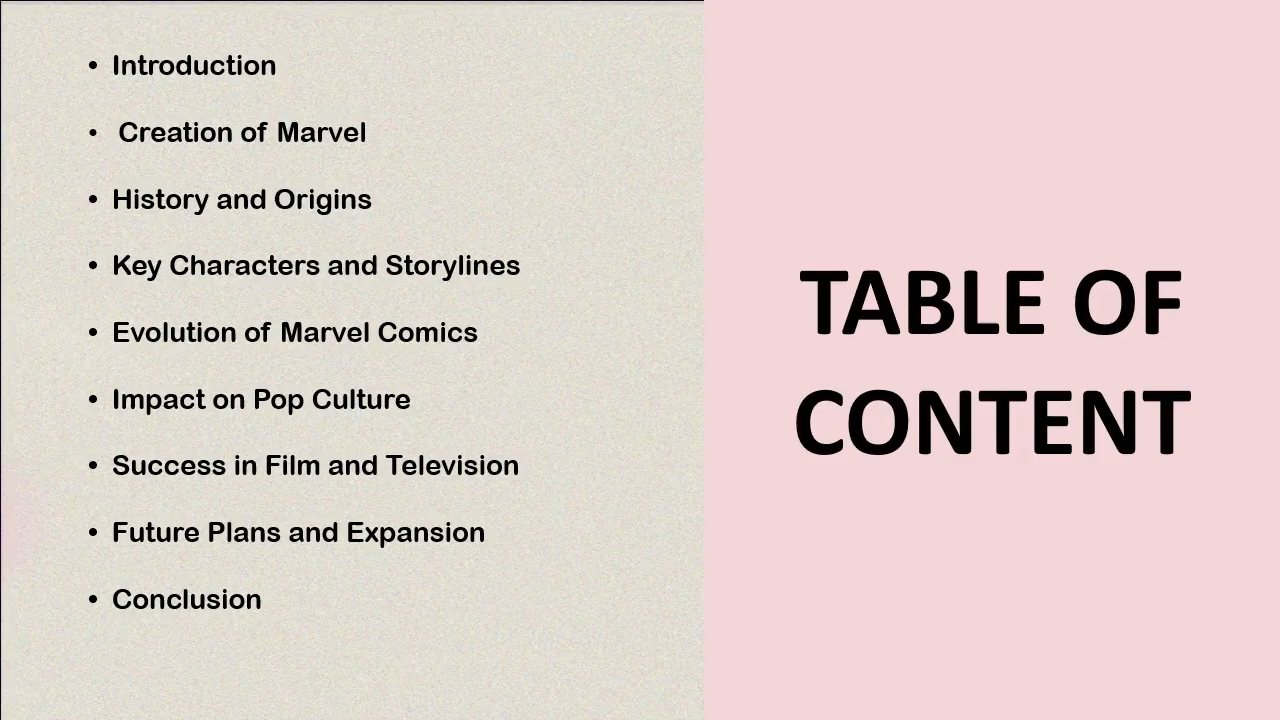 • Introduction
• Creation of Marvel
• History and Origins
• Key Characters and Storylines
• Evolution of Marvel Comics
• Impact on Pop Culture
• Success in Film and Television
• Future Plans and Expansion
• Conclusion
TABLE OF
CONTENT